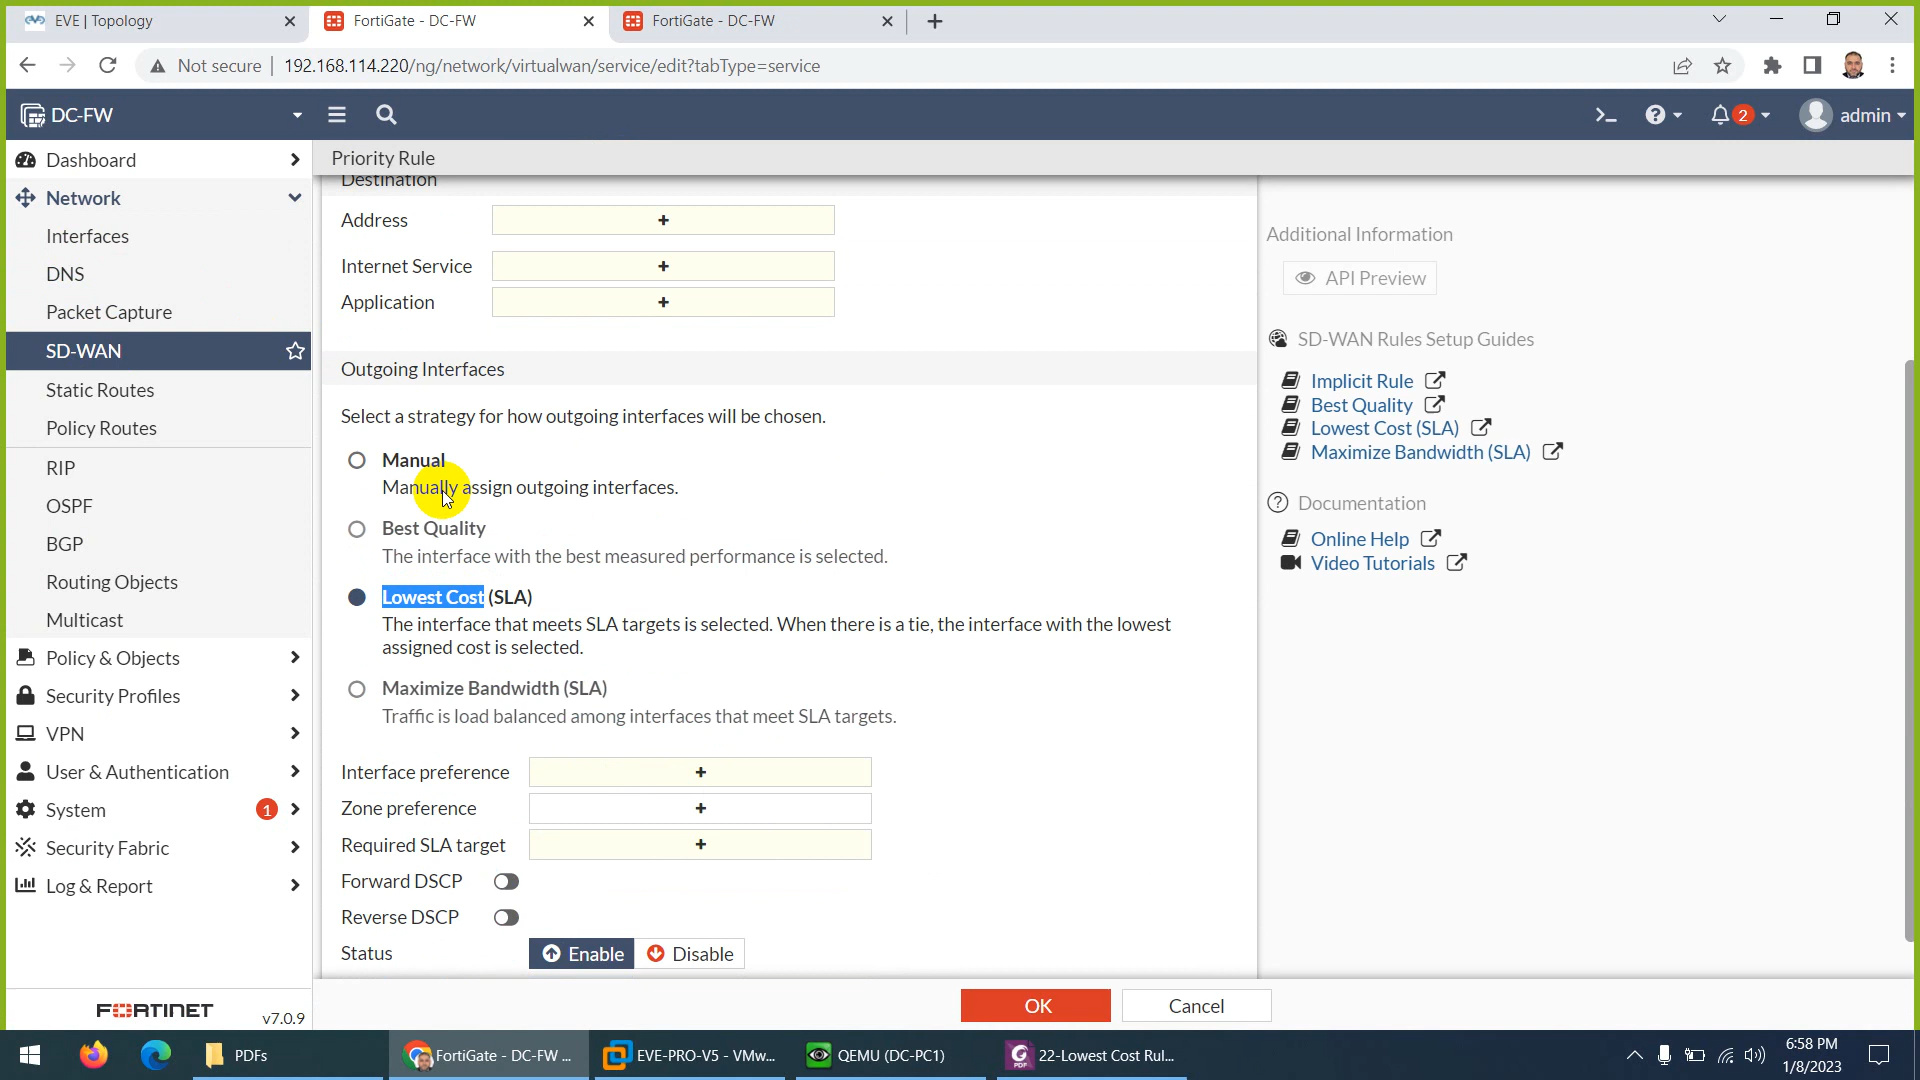 EVE | Topology
FortiGate - DC-FW
FortiGate - DC-FW
Not secure
192.168.114.220/ng/network/virtualwan/service/edit?tabType=service
DC-FW
2
admin
Dashboard
Network
Interfaces
DNS
Packet Capture
SD-WAN
Static Routes
Policy Routes
RIP
OSPF
BGP
Routing Objects
Multicast
Policy & Objects
Security Profiles
VPN
User & Authentication
System
1
Security Fabric
Log & Report
FORTINET
v7.0.9
Priority Rule
Destination
Address
Internet Service
Application
Outgoing Interfaces
Select a strategy for how outgoing interfaces will be chosen.
Manual
Manually assign outgoing interfaces.
Best Quality
The interface with the best measured performance is selected.
Lowest Cost (SLA)
The interface that meets SLA targets is selected. When there is a tie, the interface with the lowest
assigned cost is selected.
Maximize Bandwidth (SLA)
Traffic is load balanced among interfaces that meet SLA targets.
Interface preference
Zone preference
Required SLA target
Forward DSCP
Reverse DSCP
Status
Enable
Disable
OK
Cancel
Additional Information
API Preview
SD-WAN Rules Setup Guides
Implicit Rule
Best Quality
Lowest Cost (SLA)
Maximize Bandwidth (SLA)
Documentation
Online Help
Video Tutorials
PDFs
FortiGate - DC-FW ...
EVE-PRO-V5 - VMw...
QEMU (DC-PC1)
22-Lowest Cost Rul...
6:58 PM
1/8/2023